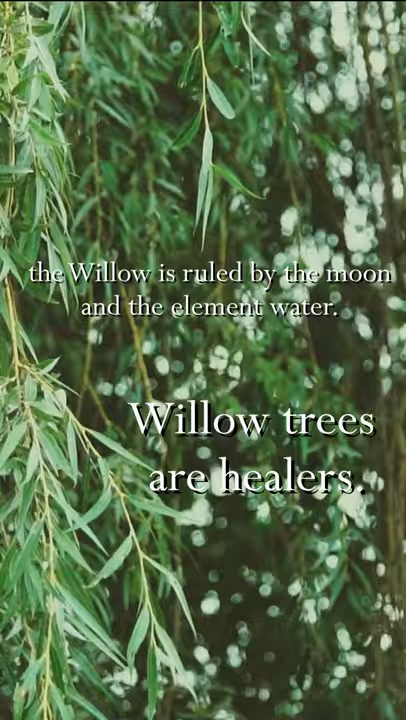 the Willow is ruled by the moon
and the element water.
Willow trees
are healers.